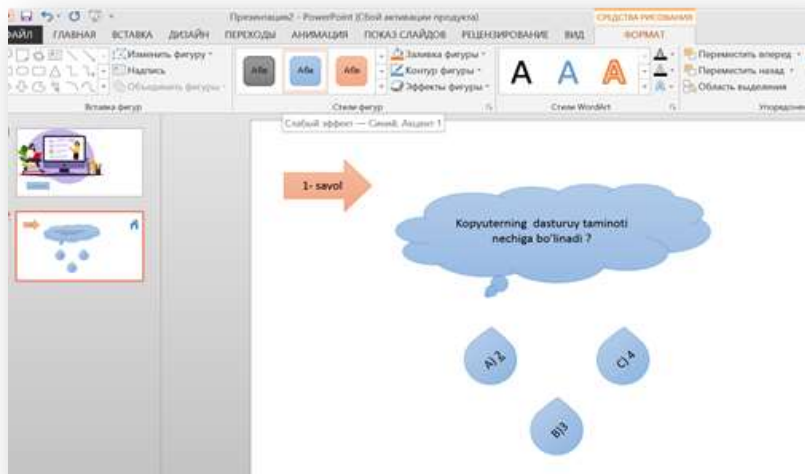 Презентация2 - PowerPoint (Сбой активации продукта)
СРЕДСТВА РИСОВАНИЯ
ФАЙЛ ГЛАВНАЯ ВСТАВКА ДИЗАЙН ПЕРЕХОДЫ АНИМАЦИЯ ПОКАЗ СЛАЙДОВ РЕЦЕНЗИРОВАНИЕ ВИД ФОРМАТ
Изменить фигуру
Надпись
Объединить фигуры
Вставка фигур
Абв Абв Абв
Заливка фигуры
Контур фигуры
Эффекты фигуры
Стили фигур
А А А
Стили WordArt
Переместить вперед
Переместить назад
Область выделения
Упорядочение
Слабый эффект — Синий, Акцент 1
1- savol
Kopyuterning dasturuy taminoti
nechiga bo'linadi ?
A) 2
C) 4
B)3